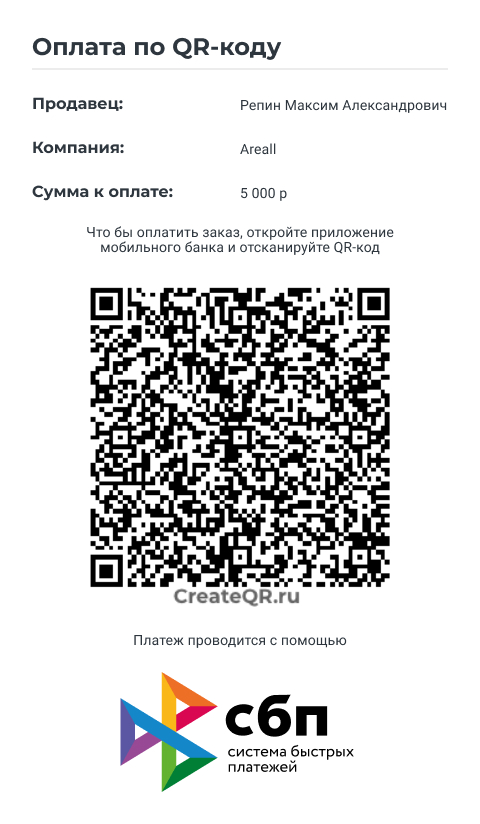 Оплата по QR-коду
Продавец: Репин Максим Александрович
Компания: Areall
Сумма к оплате: 5 000 р
Что бы оплатить заказ, откройте приложение
мобильного банка и отсканируйте QR-код
CreateQR.ru
Платеж проводится с помощью
сбп
система быстрых
платежей